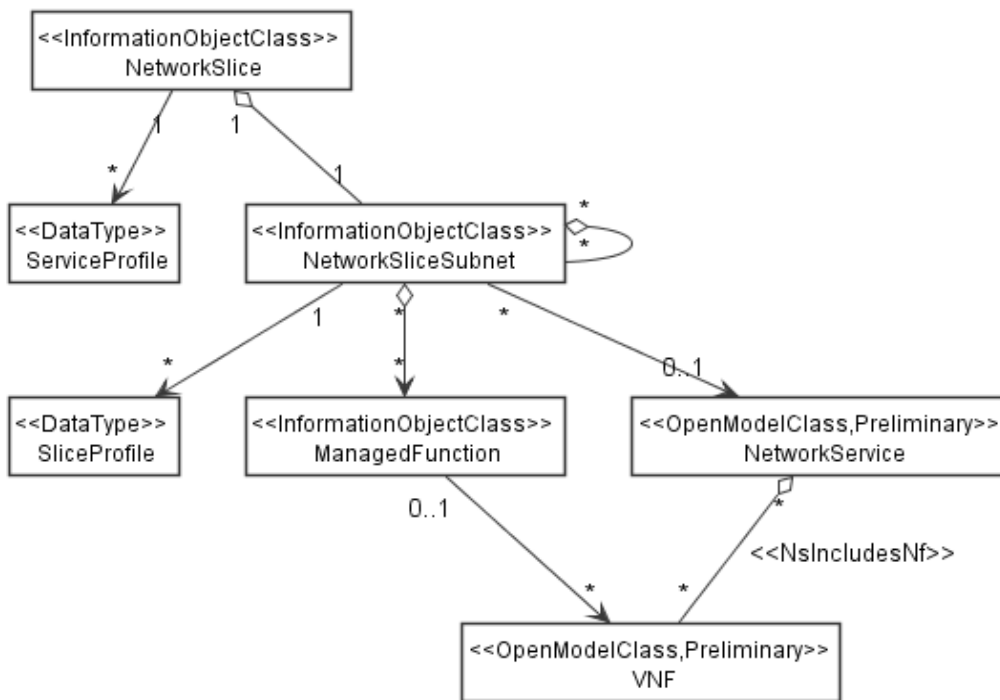 <<InformationObjectClass>>
NetworkSlice
1
1
*
1
<<DataType>>
ServiceProfile
<<InformationObjectClass>>
NetworkSliceSubnet
*
*
1
*
*
*
*
0..1
<<DataType>>
SliceProfile
<<InformationObjectClass>>
ManagedFunction
<<OpenModelClass,Preliminary>>
NetworkService
0..1
*
<<NsIncludesNf>>
*
*
<<OpenModelClass,Preliminary>>
VNF